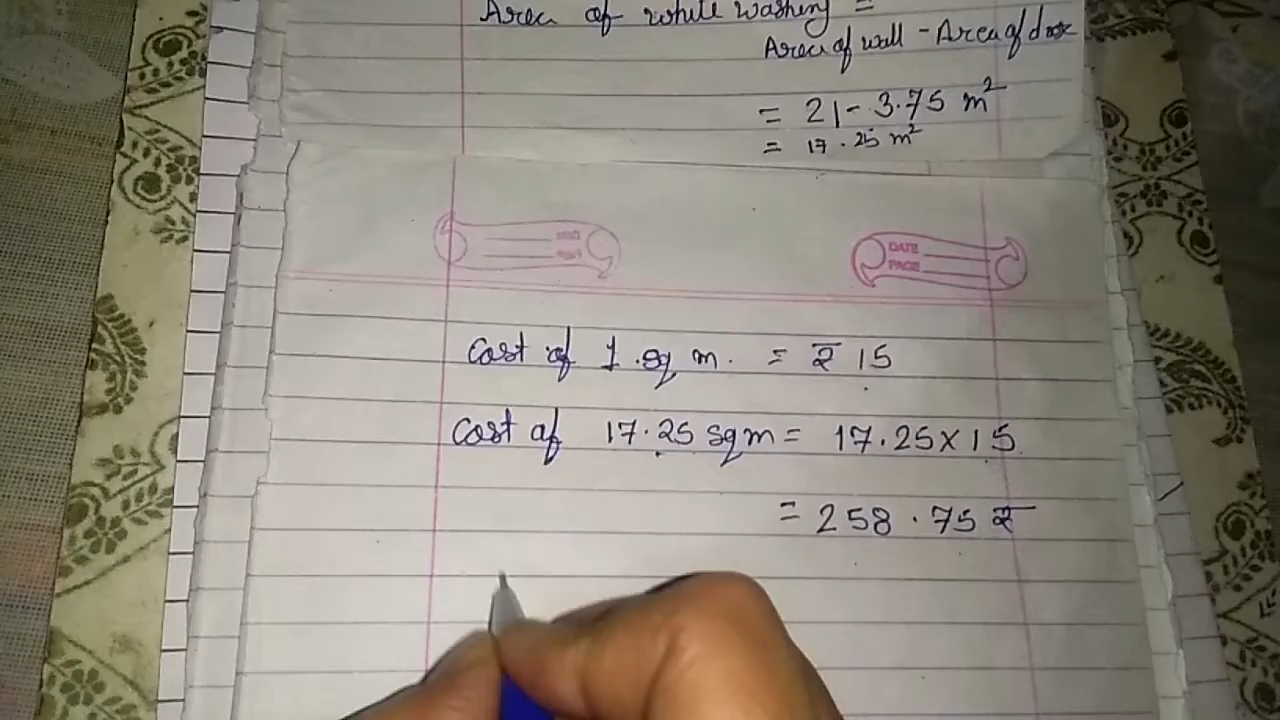 Area of white washing =
Area of wall - Area of door
= 21 - 3.75 m²
= 17.25 m²
DATE
PAGE
Cost of 1 sq m. = ₹ 15
Cost of 17.25 sq m = 17.25 × 15
= 258.75 ₹